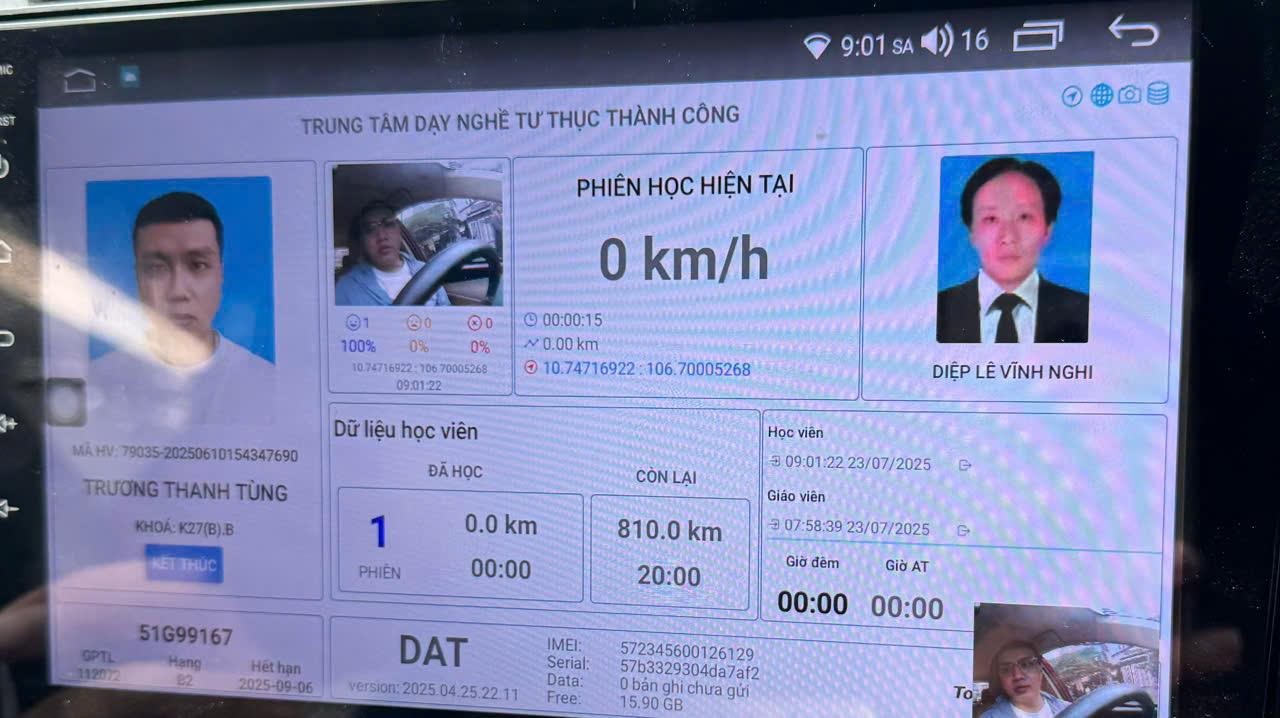 9:01 SA 16
TRUNG TÂM DẠY NGHỀ TƯ THỤC THÀNH CÔNG
MÃ HV: 79035-20250610154347690
TRƯƠNG THANH TÙNG
KHOÁ: K27(B).B
KẾT THÚC
1 0 0
100% 0% 0%
10.74716922 : 106.70005268
09:01:22
PHIÊN HỌC HIỆN TẠI
0 km/h
00:00:15
0.00 km
10.74716922 : 106.70005268
DIỆP LÊ VĨNH NGHI
Dữ liệu học viên
ĐÃ HỌC
1
PHIÊN
0.0 km
00:00
CÒN LẠI
810.0 km
20:00
Học viên
09:01:22 23/07/2025
Giáo viên
07:58:39 23/07/2025
Giờ đêm Giờ AT
00:00 00:00
51G99167
GPTL Hạng Hết hạn
112072 B2 2025-09-06
DAT
version: 2025.04.25.22.11
IMEI: 572345600126129
Serial: 57b3329304da7af2
Data: 0 bản ghi chưa gửi
Free: 15.90 GB